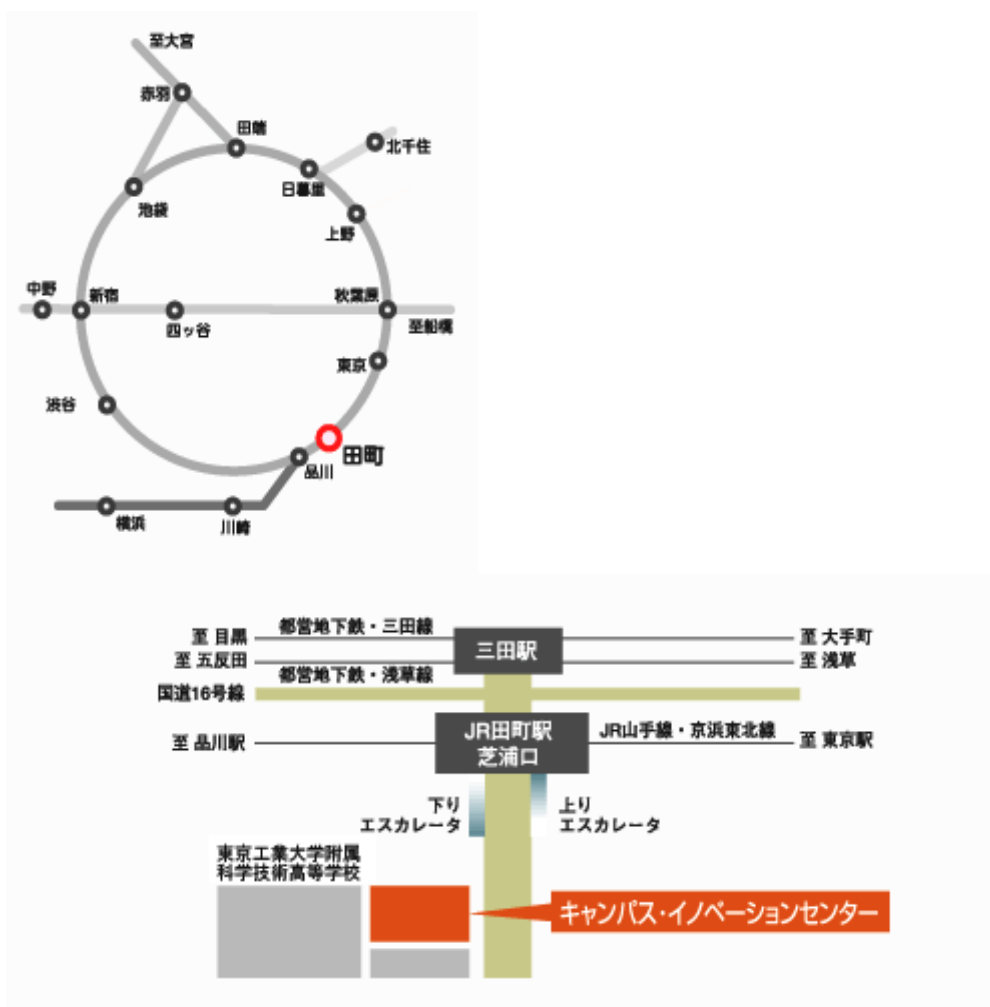 至大宮
赤羽
田端
北千住
日暮里
池袋
上野
中野
新宿
秋葉原
四ッ谷
至船橋
東京
渋谷
田町
品川
横浜
川崎
都営地下鉄・三田線
至 目黒
三田駅
至 大手町
至 五反田
至 浅草
都営地下鉄・浅草線
国道16号線
JR田町駅
芝浦口
JR山手線・京浜東北線
至 品川駅
至 東京駅
下り
エスカレータ
上り
エスカレータ
東京工業大学附属
科学技術高等学校
キャンパス・イノベーションセンター